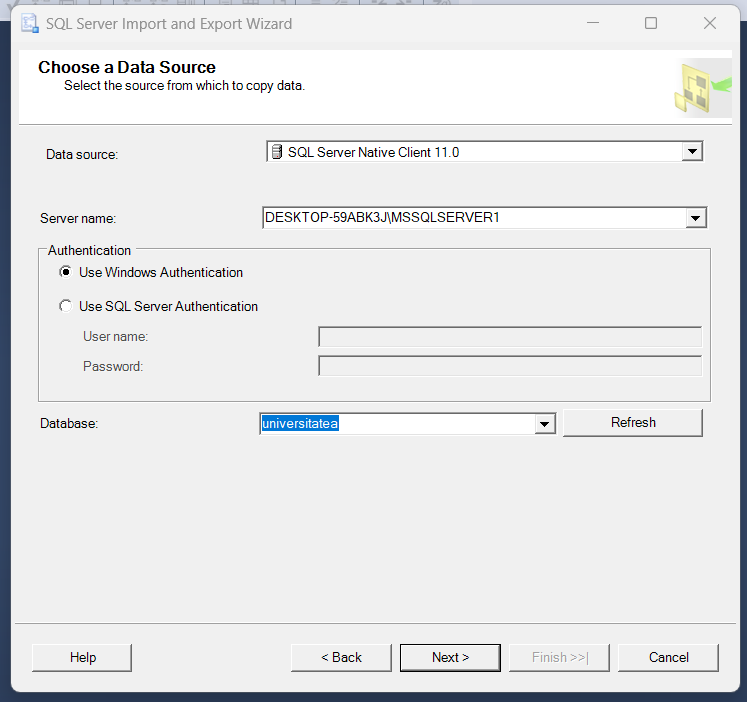 SQL Server Import and Export Wizard
Choose a Data Source
Select the source from which to copy data.
Data source:
SQL Server Native Client 11.0
Server name:
DESKTOP-59ABK3J\MSSQLSERVER1
Authentication
Use Windows Authentication
Use SQL Server Authentication
User name:
Password:
Database:
universitatea
Refresh
Help
< Back
Next >
Finish >>|
Cancel